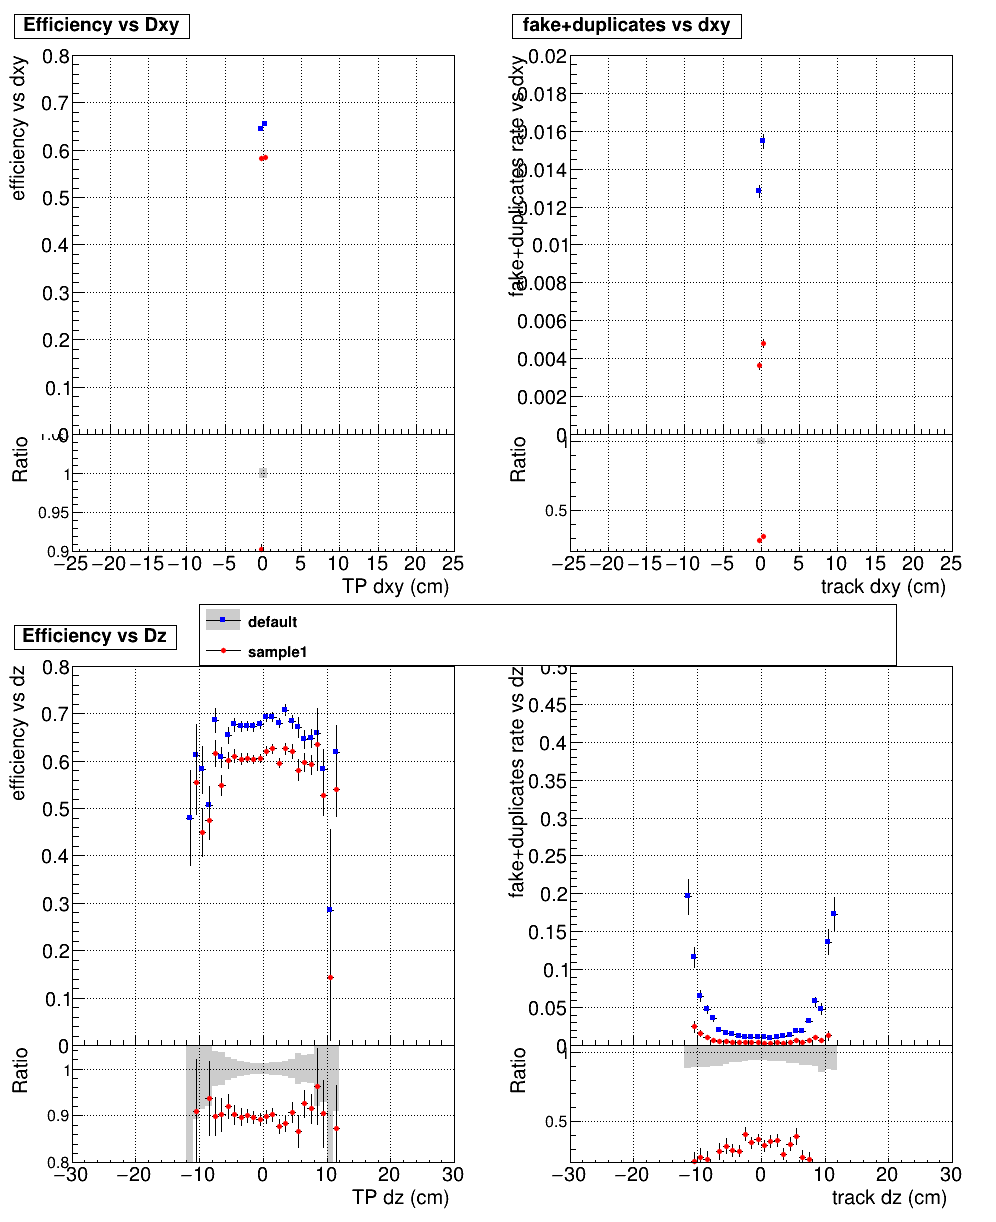 Efficiency vs Dxy
efficiency vs dxy
0.8
0.7
0.6
0.5
0.4
0.3
0.2
0.1
0
Ratio
1
0.95
0.9
−25 −20 −15 −10 −5 0 5 10 15 20 25
TP dxy (cm)
fake+duplicates vs dxy
fake+duplicates rate vs dxy
0.02
0.018
0.016
0.014
0.012
0.01
0.008
0.006
0.004
0.002
0
Ratio
1
0.5
−25 −20 −15 −10 −5 0 5 10 15 20 25
track dxy (cm)
default
sample1
Efficiency vs Dz
efficiency vs dz
0.8
0.7
0.6
0.5
0.4
0.3
0.2
0.1
0
Ratio
1
0.9
0.8
−30 −20 −10 0 10 20 30
TP dz (cm)
fake+duplicates rate vs dz
0.5
0.45
0.4
0.35
0.3
0.25
0.2
0.15
0.1
0.05
0
Ratio
1
0.5
−30 −20 −10 0 10 20 30
track dz (cm)